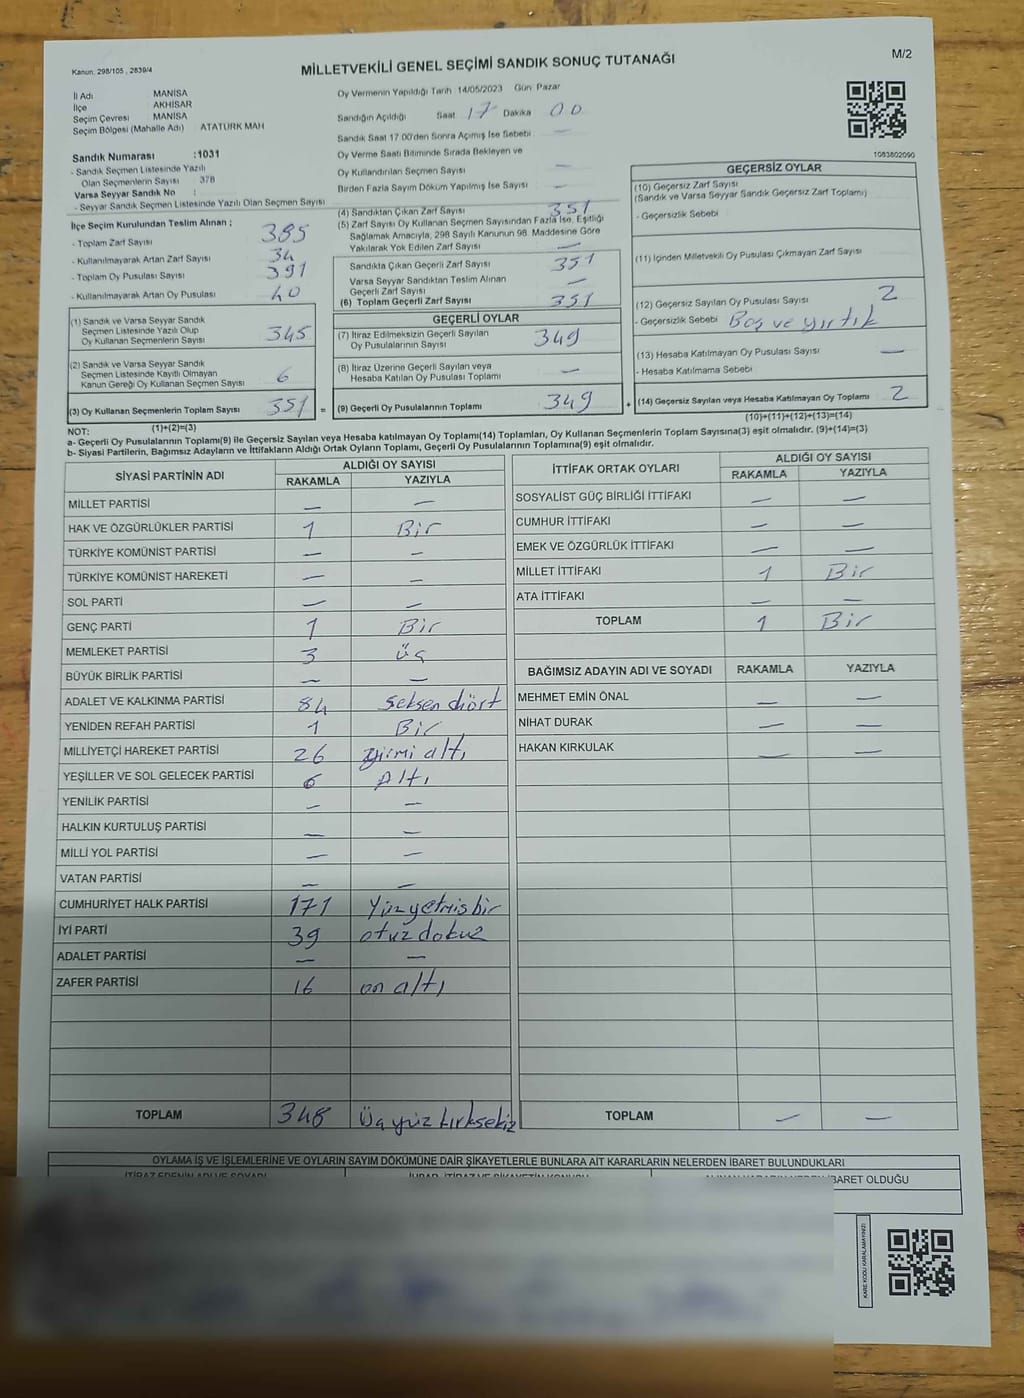 Kanun, 298/105 , 2839/4
M/2
MİLLETVEKİLİ GENEL SEÇİMİ SANDIK SONUÇ TUTANAĞI
İl Adı MANİSA
İlçe AKHİSAR
Seçim Çevresi MANİSA
Seçim Bölgesi (Mahalle Adı) ATATÜRK MAH
Oy Vermenin Yapıldığı Tarih 14/05/2023 Gün Pazar
Sandığın Açıldığı Saat 17 Dakika 00
Sandık Saat 17.00'den Sonra Açılmış İse Sebebi —
Oy Verme Saati Bitiminde Sırada Bekleyen ve
Oy Kullandırılan Seçmen Sayısı —
Birden Fazla Sayım Döküm Yapılmış İse Sayısı —
1083802090
Sandık Numarası :1031
- Sandık Seçmen Listesinde Yazılı
Olan Seçmenlerin Sayısı 378
Varsa Seyyar Sandık No :
- Seyyar Sandık Seçmen Listesinde Yazılı Olan Seçmen Sayısı
İlçe Seçim Kurulundan Teslim Alınan ;
- Toplam Zarf Sayısı 385
- Kullanılmayarak Artan Zarf Sayısı 34
- Toplam Oy Pusulası Sayısı 391
- Kullanılmayarak Artan Oy Pusulası 40
(1) Sandık ve Varsa Seyyar Sandık
Seçmen Listesinde Yazılı Olup
Oy Kullanan Seçmenlerin Sayısı 345
(2) Sandık ve Varsa Seyyar Sandık
Seçmen Listesinde Kayıtlı Olmayan
Kanun Gereği Oy Kullanan Seçmen Sayısı 6
(3) Oy Kullanan Seçmenlerin Toplam Sayısı 351 =
(1)+(2)=(3)
(4) Sandıktan Çıkan Zarf Sayısı 351
(5) Zarf Sayısı Oy Kullanan Seçmen Sayısından Fazla İse, Eşitliği
Sağlamak Amacıyla, 298 Sayılı Kanunun 98. Maddesine Göre
Yakılarak Yok Edilen Zarf Sayısı —
Sandıkta Çıkan Geçerli Zarf Sayısı 351
Varsa Seyyar Sandıktan Teslim Alınan
Geçerli Zarf Sayısı —
(6) Toplam Geçerli Zarf Sayısı 351
GEÇERLİ OYLAR
(7) İtiraz Edilmeksizin Geçerli Sayılan
Oy Pusulalarının Sayısı 349
(8) İtiraz Üzerine Geçerli Sayılan veya
Hesaba Katılan Oy Pusulası Toplamı —
(9) Geçerli Oy Pusulalarının Toplamı 349 +
GEÇERSİZ OYLAR
(10) Geçersiz Zarf Sayısı
(Sandık ve Varsa Seyyar Sandık Geçersiz Zarf Toplamı)
- Geçersizlik Sebebi
(11) İçinden Milletvekili Oy Pusulası Çıkmayan Zarf Sayısı
(12) Geçersiz Sayılan Oy Pusulası Sayısı 2
- Geçersizlik Sebebi Boş ve yırtık
(13) Hesaba Katılmayan Oy Pusulası Sayısı —
- Hesaba Katılmama Sebebi
(14) Geçersiz Sayılan veya Hesaba Katılmayan Oy Toplamı 2
(10)+(11)+(12)+(13)=(14)
NOT:
a- Geçerli Oy Pusulalarının Toplamı(9) ile Geçersiz Sayılan veya Hesaba katılmayan Oy Toplamı(14) Toplamları, Oy Kullanan Seçmenlerin Toplam Sayısına(3) eşit olmalıdır. (9)+(14)=(3)
b- Siyasi Partilerin, Bağımsız Adayların ve İttifakların Aldığı Ortak Oyların Toplamı, Geçerli Oy Pusulalarının Toplamına(9) eşit olmalıdır.
SİYASİ PARTİNİN ADI ALDIĞI OY SAYISI
RAKAMLA YAZIYLA
MİLLET PARTİSİ — —
HAK VE ÖZGÜRLÜKLER PARTİSİ 1 Bir
TÜRKİYE KOMÜNİST PARTİSİ — —
TÜRKİYE KOMÜNİST HAREKETİ — —
SOL PARTİ — —
GENÇ PARTİ 1 Bir
MEMLEKET PARTİSİ 3 üç
BÜYÜK BİRLİK PARTİSİ — —
ADALET VE KALKINMA PARTİSİ 84 seksen dört
YENİDEN REFAH PARTİSİ 1 Bir
MİLLİYETÇİ HAREKET PARTİSİ 26 yirmi altı
YEŞİLLER VE SOL GELECEK PARTİSİ 6 Altı
YENİLİK PARTİSİ — —
HALKIN KURTULUŞ PARTİSİ — —
MİLLİ YOL PARTİSİ — —
VATAN PARTİSİ — —
CUMHURİYET HALK PARTİSİ 171 Yüzyetmişbir
İYİ PARTİ 39 otuzdokuz
ADALET PARTİSİ — —
ZAFER PARTİSİ 16 on altı
TOPLAM 348 Üçyüz kırksekiz
İTTİFAK ORTAK OYLARI ALDIĞI OY SAYISI
RAKAMLA YAZIYLA
SOSYALİST GÜÇ BİRLİĞİ İTTİFAKI — —
CUMHUR İTTİFAKI — —
EMEK VE ÖZGÜRLÜK İTTİFAKI — —
MİLLET İTTİFAKI 1 Bir
ATA İTTİFAKI — —
TOPLAM 1 Bir
BAĞIMSIZ ADAYIN ADI VE SOYADI RAKAMLA YAZIYLA
MEHMET EMİN ÖNAL — —
NİHAT DURAK — —
HAKAN KIRKULAK — —
TOPLAM — —
OYLAMA İŞ VE İŞLEMLERİNE VE OYLARIN SAYIM DÖKÜMÜNE DAİR ŞİKAYETLERLE BUNLARA AİT KARARLARIN NELERDEN İBARET BULUNDUKLARI
İTİRAZ EDENİN ADI VE SOYADI
İBARET OLDUĞU
KARE KODU KARALAMAYINIZ!